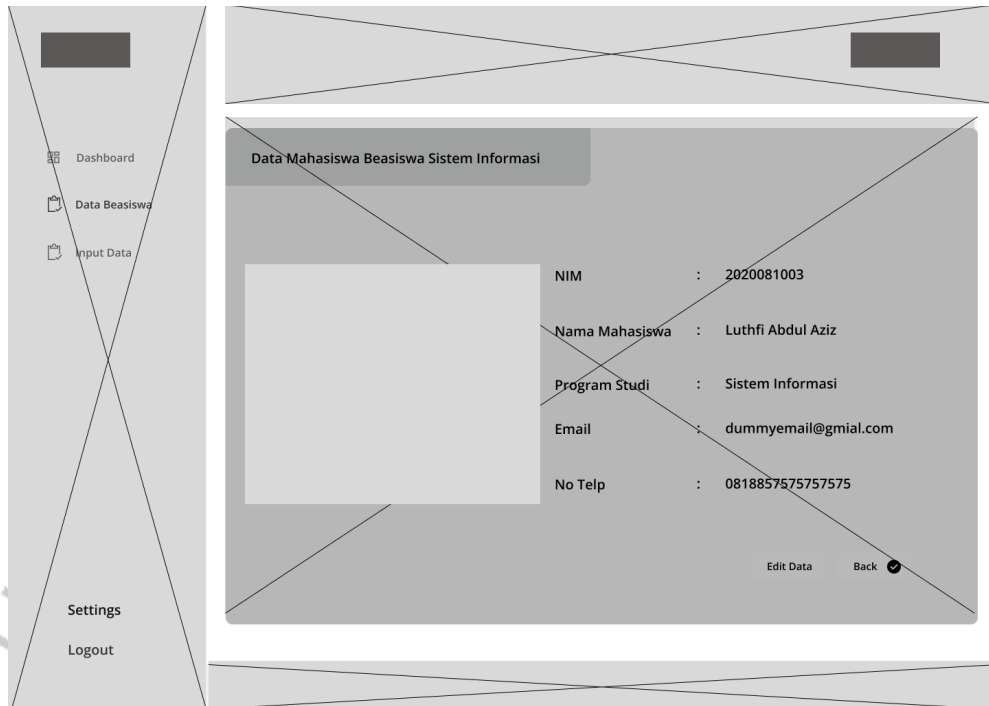 Dashboard
Data Beasiswa
Input Data
Settings
Logout
Data Mahasiswa Beasiswa Sistem Informasi
NIM : 2020081003
Nama Mahasiswa : Luthfi Abdul Aziz
Program Studi : Sistem Informasi
Email : dummyemail@gmial.com
No Telp : 0818857575757575
Edit Data Back